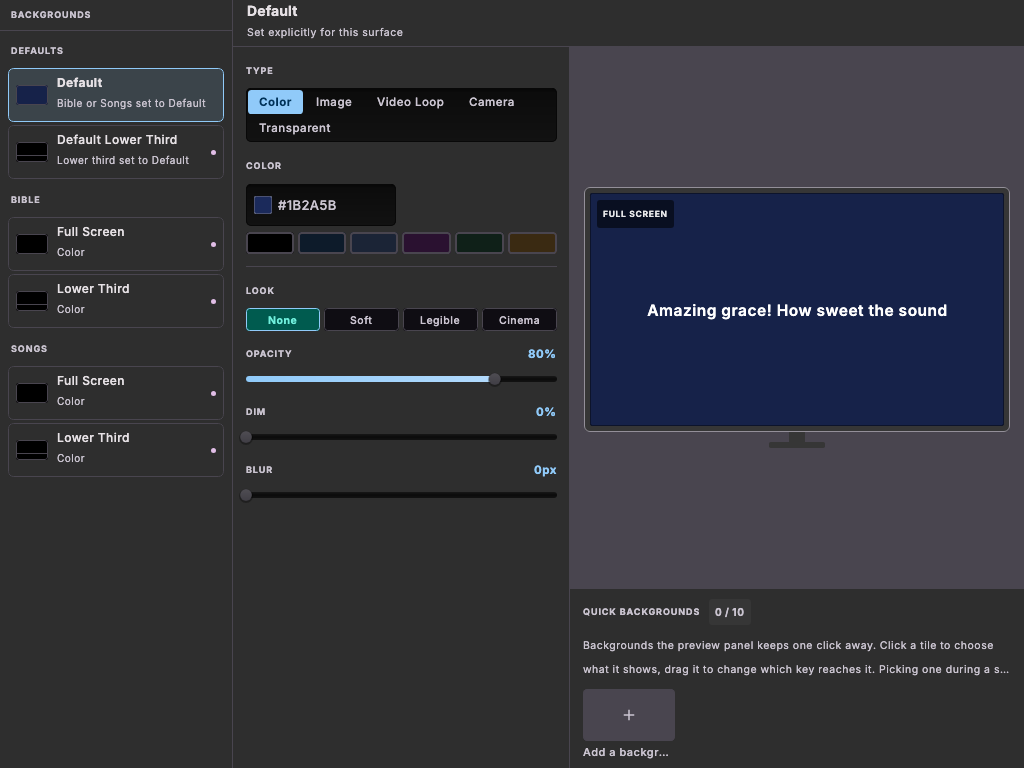 BACKGROUNDS
DEFAULTS
Default
Bible or Songs set to Default
Default Lower Third
Lower third set to Default
BIBLE
Full Screen
Color
Lower Third
Color
SONGS
Full Screen
Color
Lower Third
Color
Default
Set explicitly for this surface
TYPE
Color Image Video Loop Camera
Transparent
COLOR
#1B2A5B
LOOK
None Soft Legible Cinema
OPACITY 80%
DIM 0%
BLUR 0px
FULL SCREEN
Amazing grace! How sweet the sound
QUICK BACKGROUNDS 0 / 10
Backgrounds the preview panel keeps one click away. Click a tile to choose
what it shows, drag it to change which key reaches it. Picking one during a s...
+
Add a backgr...